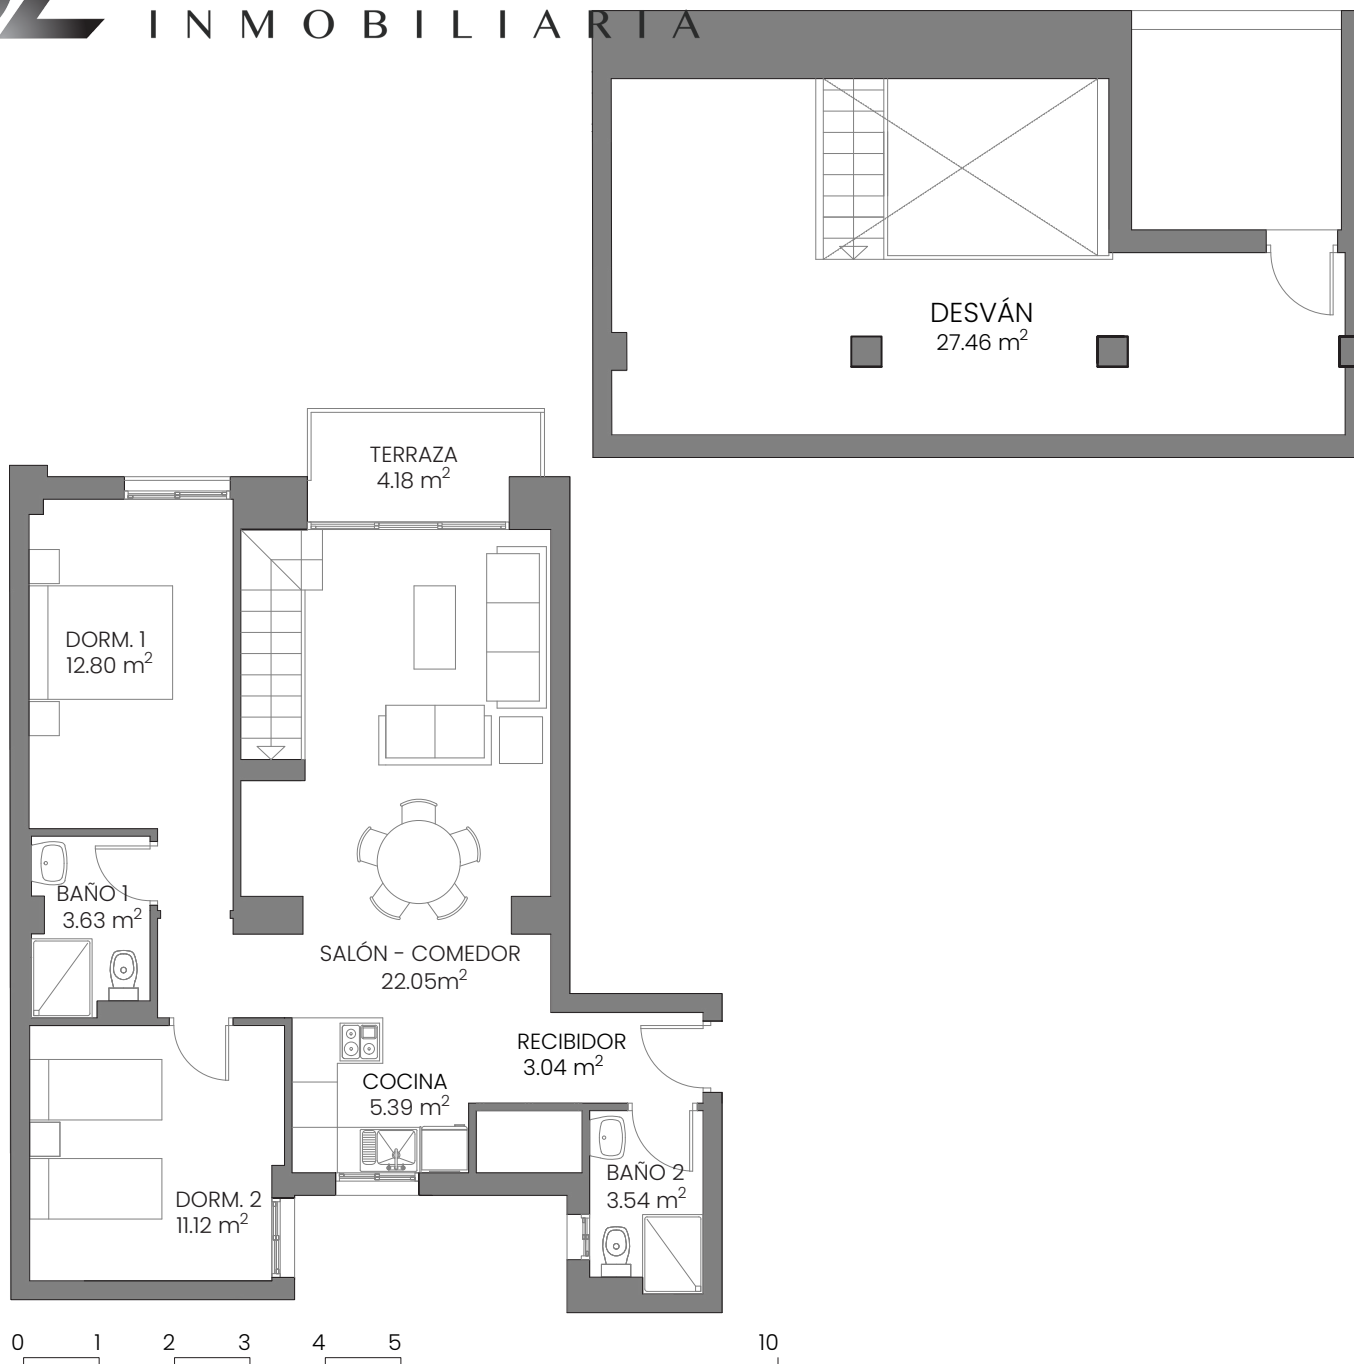 INMOBILIARIA
DESVÁN
27.46 m²
TERRAZA
4.18 m²
DORM. 1
12.80 m²
BAÑO 1
3.63 m²
SALÓN - COMEDOR
22.05m²
RECIBIDOR
3.04 m²
COCINA
5.39 m²
BAÑO 2
3.54 m²
DORM. 2
11.12 m²
0 1 2 3 4 5 10